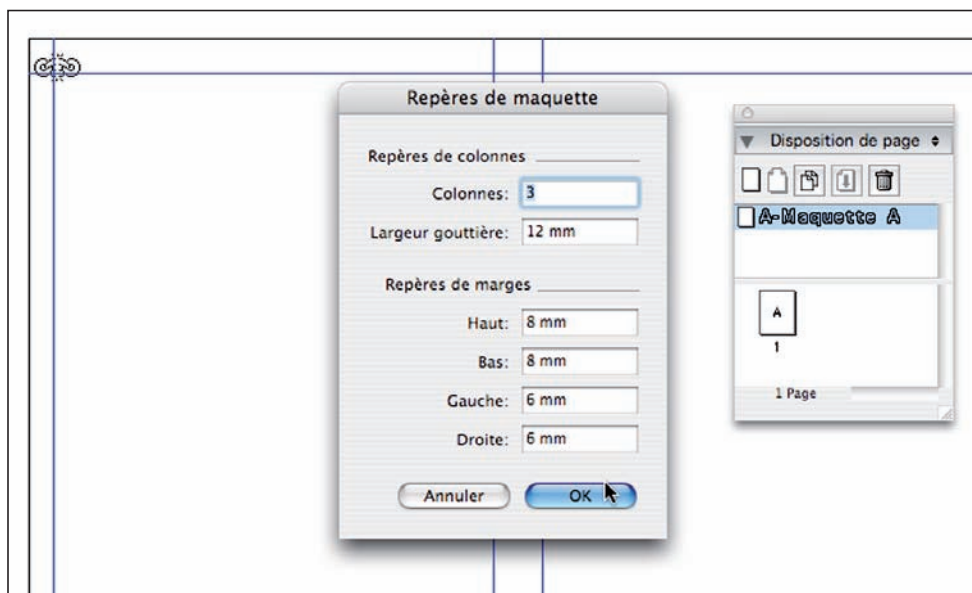 Repères de maquette
Repères de colonnes
Colonnes: 3
Largeur gouttière: 12 mm
Repères de marges
Haut: 8 mm
Bas: 8 mm
Gauche: 6 mm
Droite: 6 mm
Annuler OK
Disposition de page
A-Maquette A
A
1
1 Page